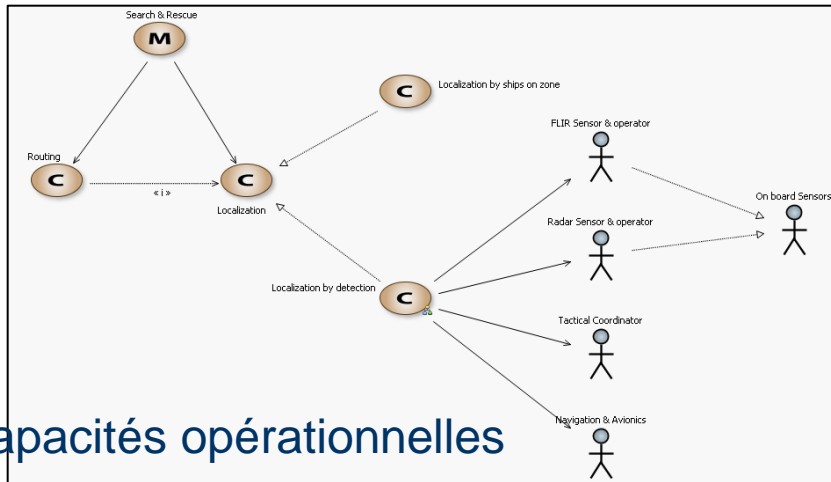 Search & Rescue
M
C
Localization by ships on zone
FLIR Sensor & operator
Routing
C
« i »
C
Localization
On board Sensors
Radar Sensor & operator
Localization by detection
C
Tactical Coordinator
Navigation & Avionics
apacités opérationnelles